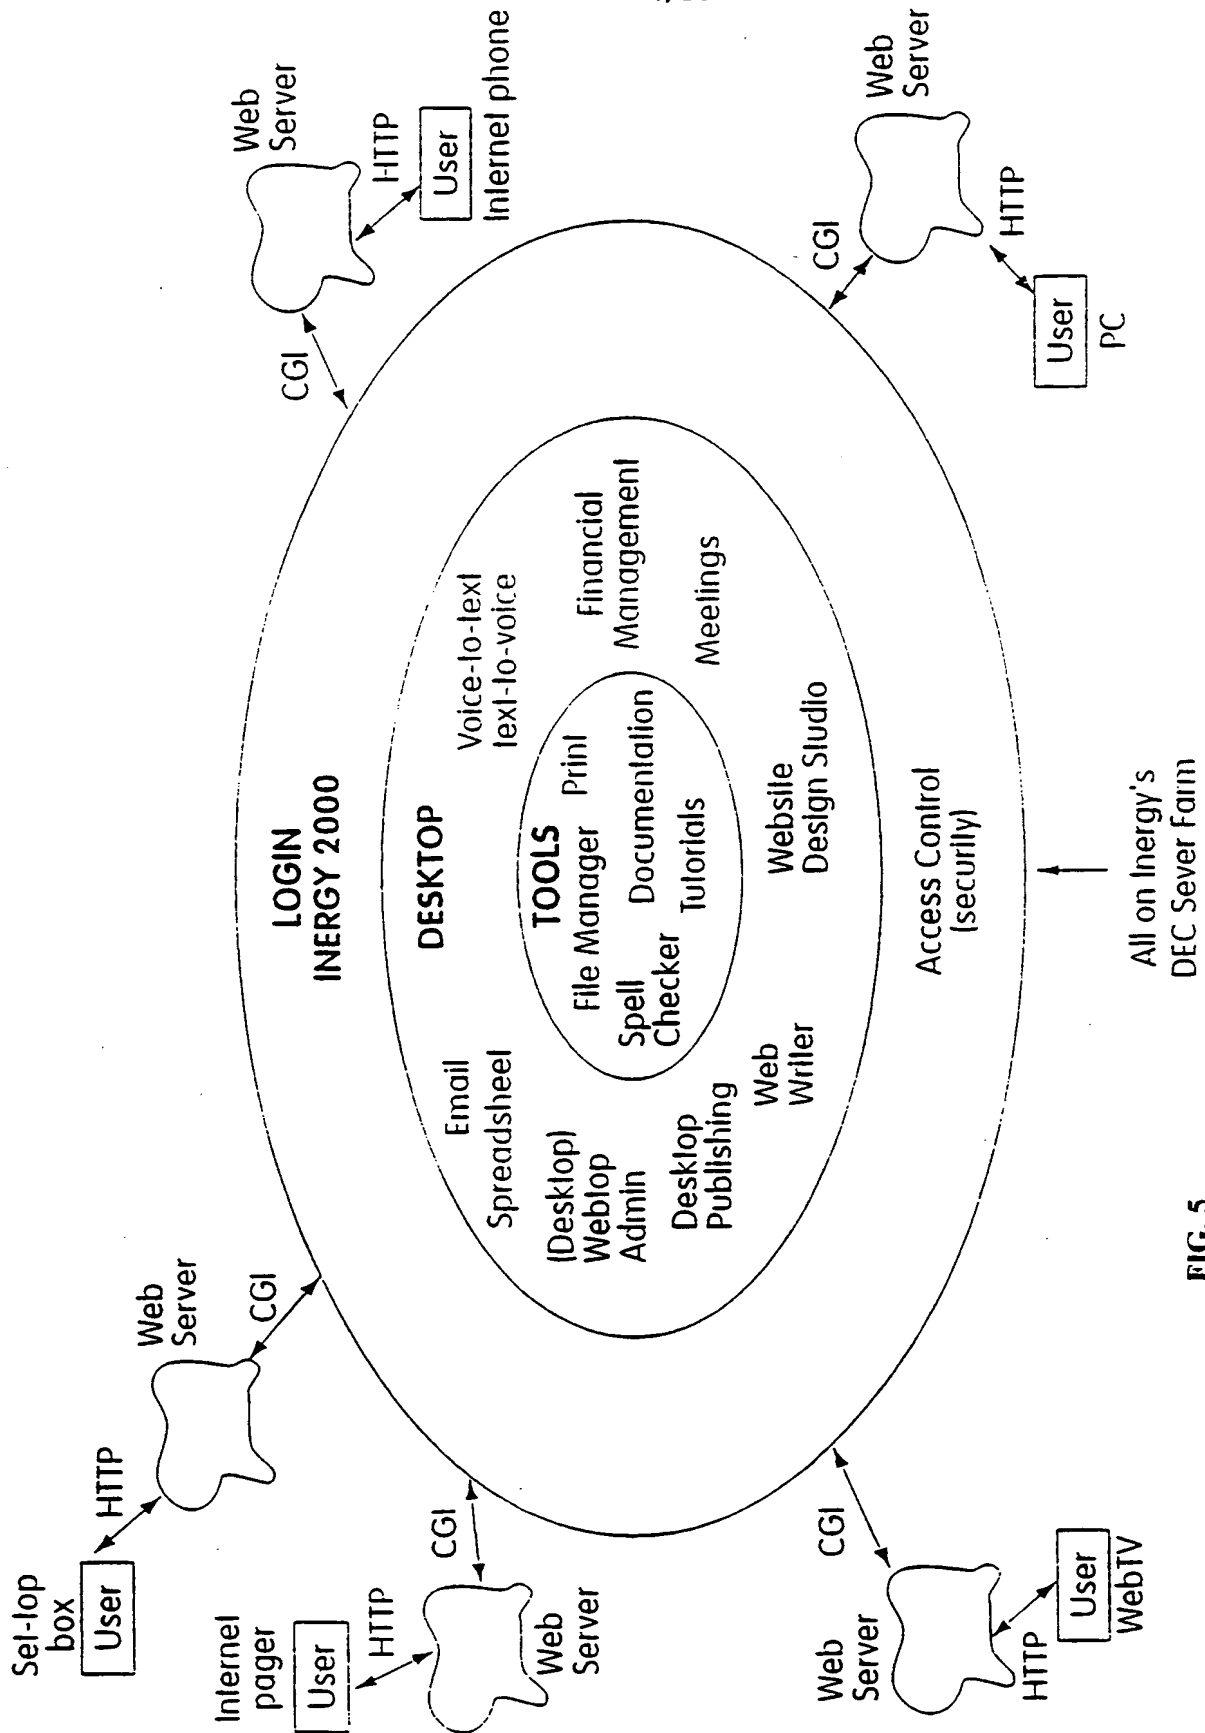 Set-top
box
User
HTTP
Web
Server
CGI
Web
Server
HTTP
User
Internet phone
CGI
Internet
pager
User
HTTP
Web
Server
CGI
LOGIN
INERGY 2000
DESKTOP
Email
Spreadsheet
(Desktop)
Webtop
Admin
Desktop
Publishing
Web
Writer
Voice-to-text
text-to-voice
Financial
Management
Meetings
Website
Design Studio
TOOLS
File Manager
Print
Spell
Checker
Documentation
Tutorials
Access Control
(security)
Web
Server
CGI
HTTP
User
WebTV
CGI
Web
Server
HTTP
User
PC
All on Inergy's
DEC Sever Farm
FIG. 5